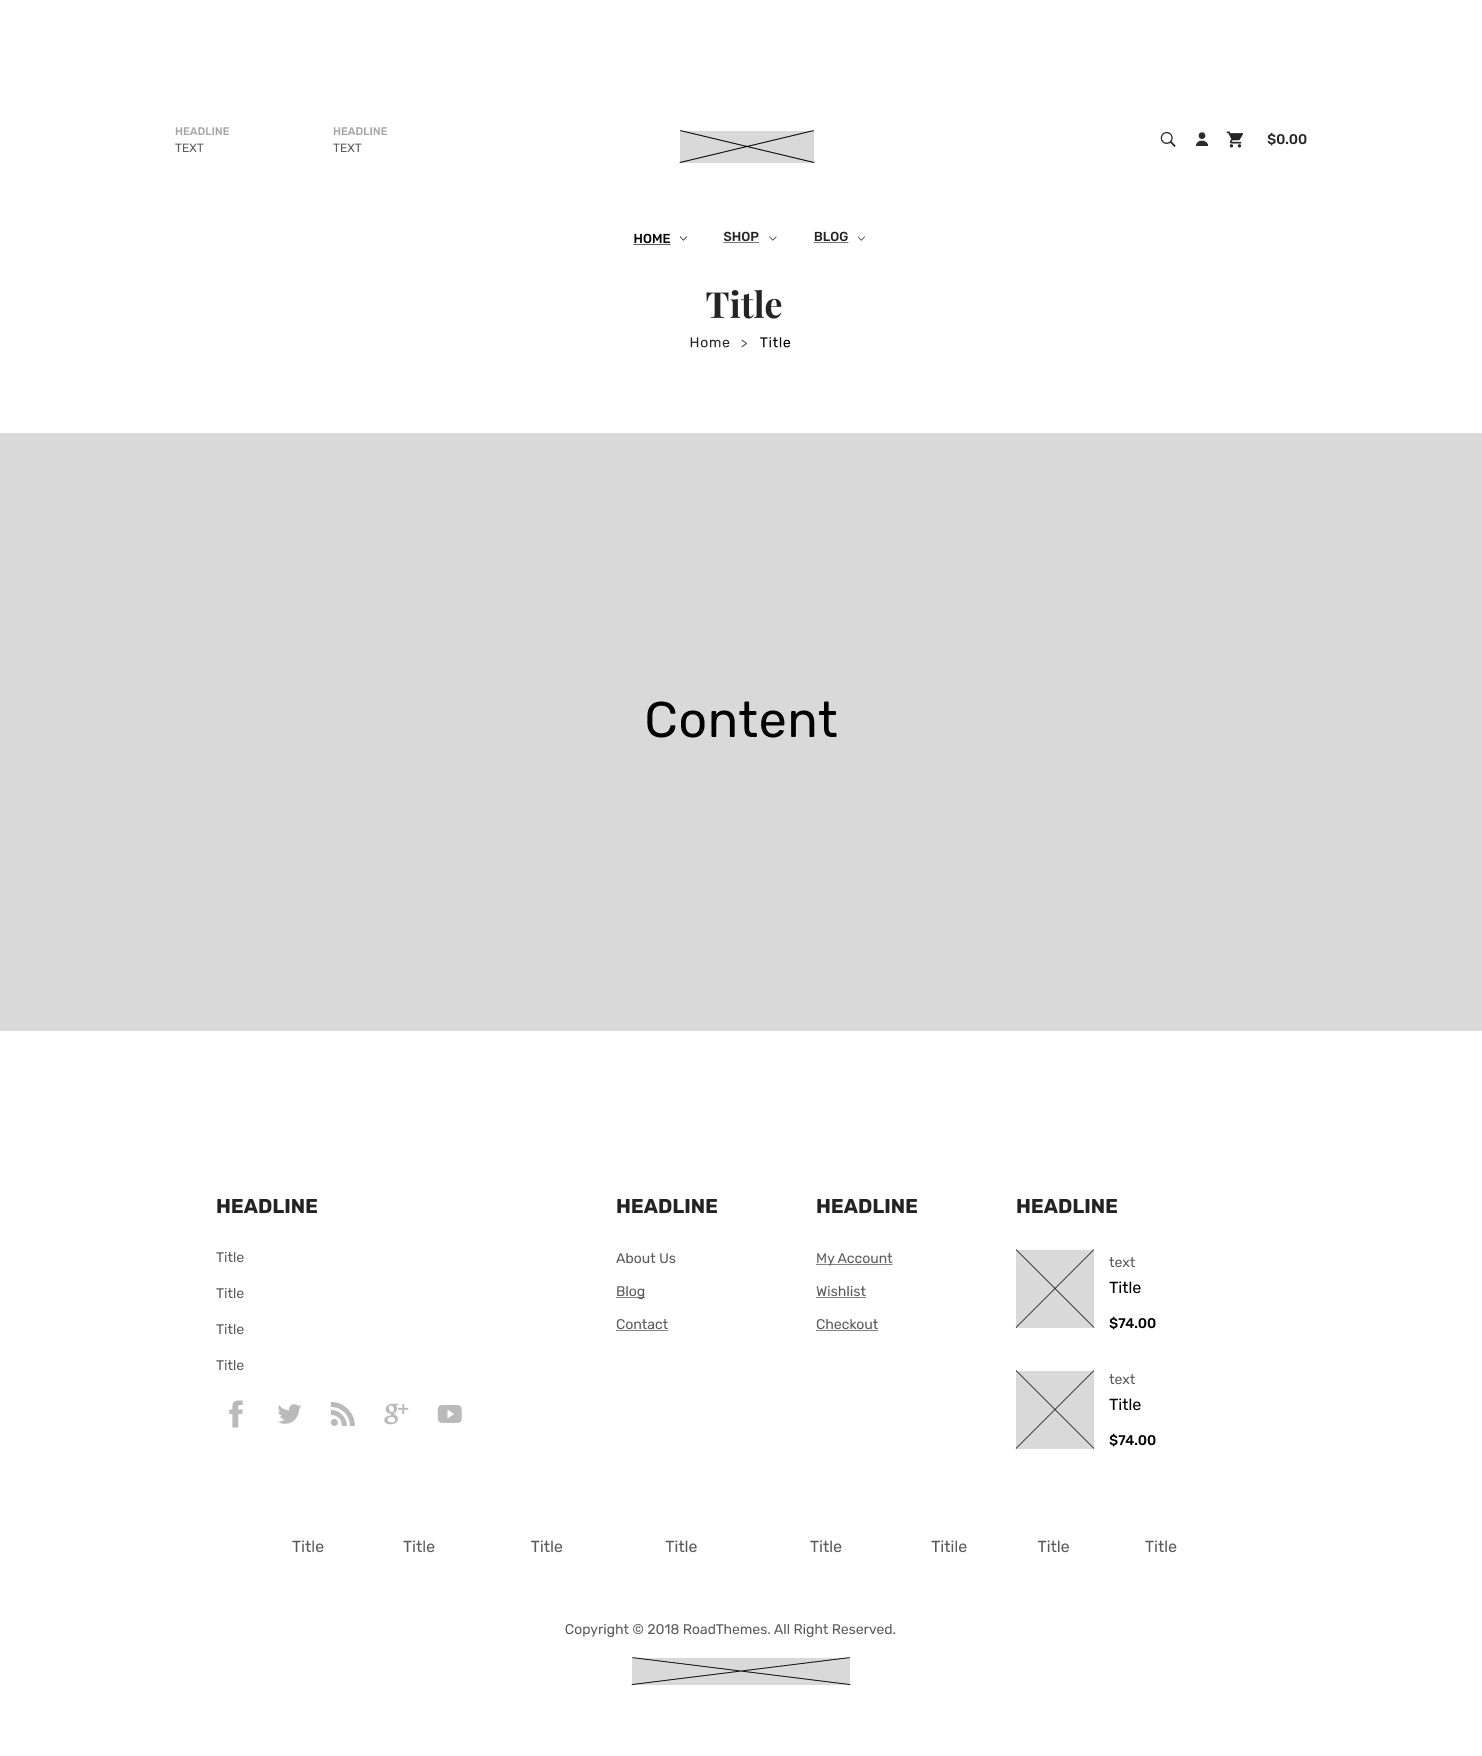 HEADLINE
TEXT
HEADLINE
TEXT
$0.00
HOME
SHOP
BLOG
Title
Home > Title
Content
HEADLINE
Title
Title
Title
Title
HEADLINE
About Us
Blog
Contact
HEADLINE
My Account
Wishlist
Checkout
HEADLINE
text
Title
$74.00
text
Title
$74.00
Title Title Title Title Title Titile Title Title
Copyright © 2018 RoadThemes. All Right Reserved.